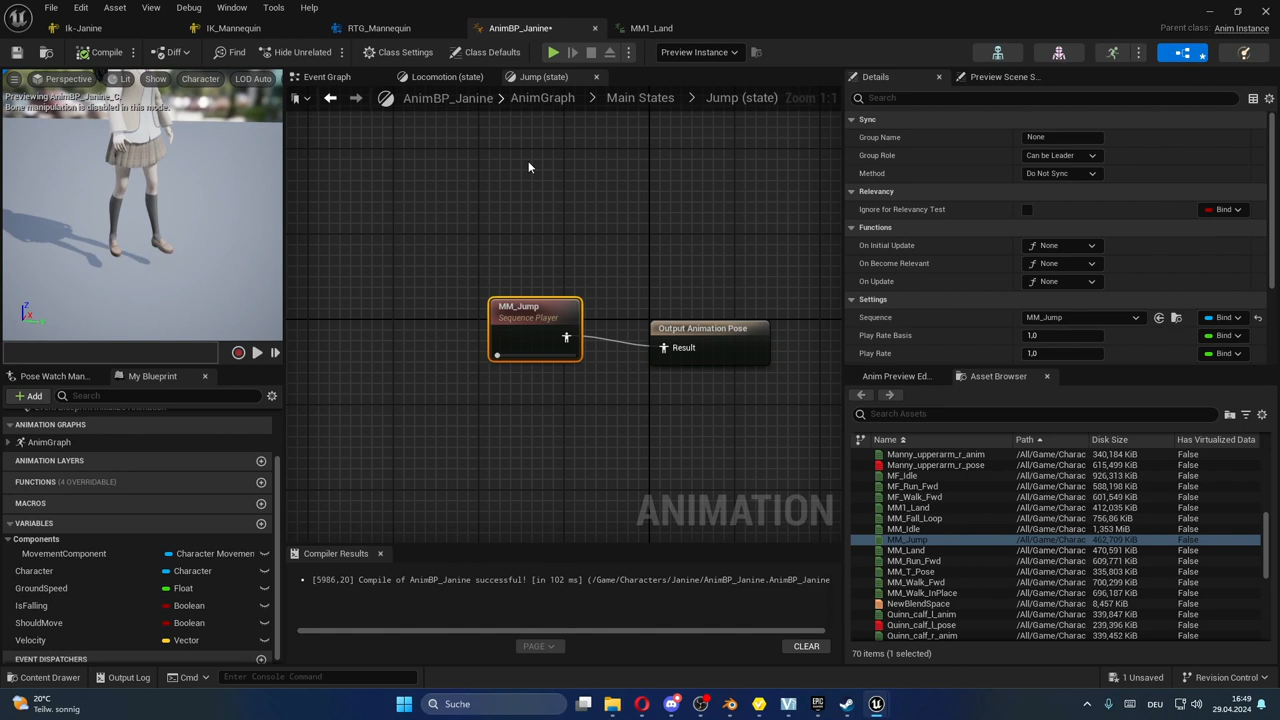 File Edit Asset View Debug Window Tools Help
Parent class: Anim Instance
Ik-Janine IK_Mannequin RTG_Mannequin AnimBP_Janine* MM1_Land
Compile Diff Find Hide Unrelated Class Settings Class Defaults Preview Instance
Perspective Lit Show Character LOD Auto
Previewing AnimBP_Janine_C.
Bone manipulation is disabled in this mode.
Event Graph Locomotion (state) Jump (state)
AnimBP_Janine > AnimGraph > Main States > Jump (state) Zoom 1:1
MM_Jump
Sequence Player
Output Animation Pose
Result
ANIMATION
Z
Pose Watch Man... My Blueprint
Add Search
ANIMATION GRAPHS
AnimGraph
ANIMATION LAYERS
FUNCTIONS (4 OVERRIDABLE)
MACROS
VARIABLES
Components
MovementComponent Character Movemen
Character Character
GroundSpeed Float
IsFalling Boolean
ShouldMove Boolean
Velocity Vector
EVENT DISPATCHERS
Compiler Results
[5986,20] Compile of AnimBP_Janine successful! [in 102 ms] (/Game/Characters/Janine/AnimBP_Janine.AnimBP_Janine
PAGE CLEAR
Details Preview Scene S...
Search
Sync
Group Name None
Group Role Can be Leader
Method Do Not Sync
Relevancy
Ignore for Relevancy Test Bind
Functions
On Initial Update None
On Become Relevant None
On Update None
Settings
Sequence MM_Jump Bind
Play Rate Basis 1,0 Bind
Play Rate 1,0 Bind
Anim Preview Ed... Asset Browser
Search Assets
Name Path Disk Size Has Virtualized Data
Manny_upperarm_r_anim /All/Game/Charac 340,184 KiB False
Manny_upperarm_r_pose /All/Game/Charac 615,499 KiB False
MF_Idle /All/Game/Charac 926,313 KiB False
MF_Run_Fwd /All/Game/Charac 588,198 KiB False
MF_Walk_Fwd /All/Game/Charac 601,549 KiB False
MM1_Land /All/Game/Charac 412,035 KiB False
MM_Fall_Loop /All/Game/Charac 756,86 KiB False
MM_Idle /All/Game/Charac 1,353 MiB False
MM_Jump /All/Game/Charac 462,709 KiB False
MM_Land /All/Game/Charac 470,591 KiB False
MM_Run_Fwd /All/Game/Charac 609,771 KiB False
MM_T_Pose /All/Game/Charac 335,803 KiB False
MM_Walk_Fwd /All/Game/Charac 700,299 KiB False
MM_Walk_InPlace /All/Game/Charac 696,187 KiB False
NewBlendSpace /All/Game/Charac 8,457 KiB False
Quinn_calf_l_anim /All/Game/Charac 339,847 KiB False
Quinn_calf_l_pose /All/Game/Charac 239,396 KiB False
Quinn_calf_r_anim /All/Game/Charac 339,452 KiB False
70 items (1 selected)
Content Drawer Output Log Cmd Enter Console Command 1 Unsaved Revision Control
20°C
Teilw. sonnig
Suche
DEU
16:49
29.04.2024